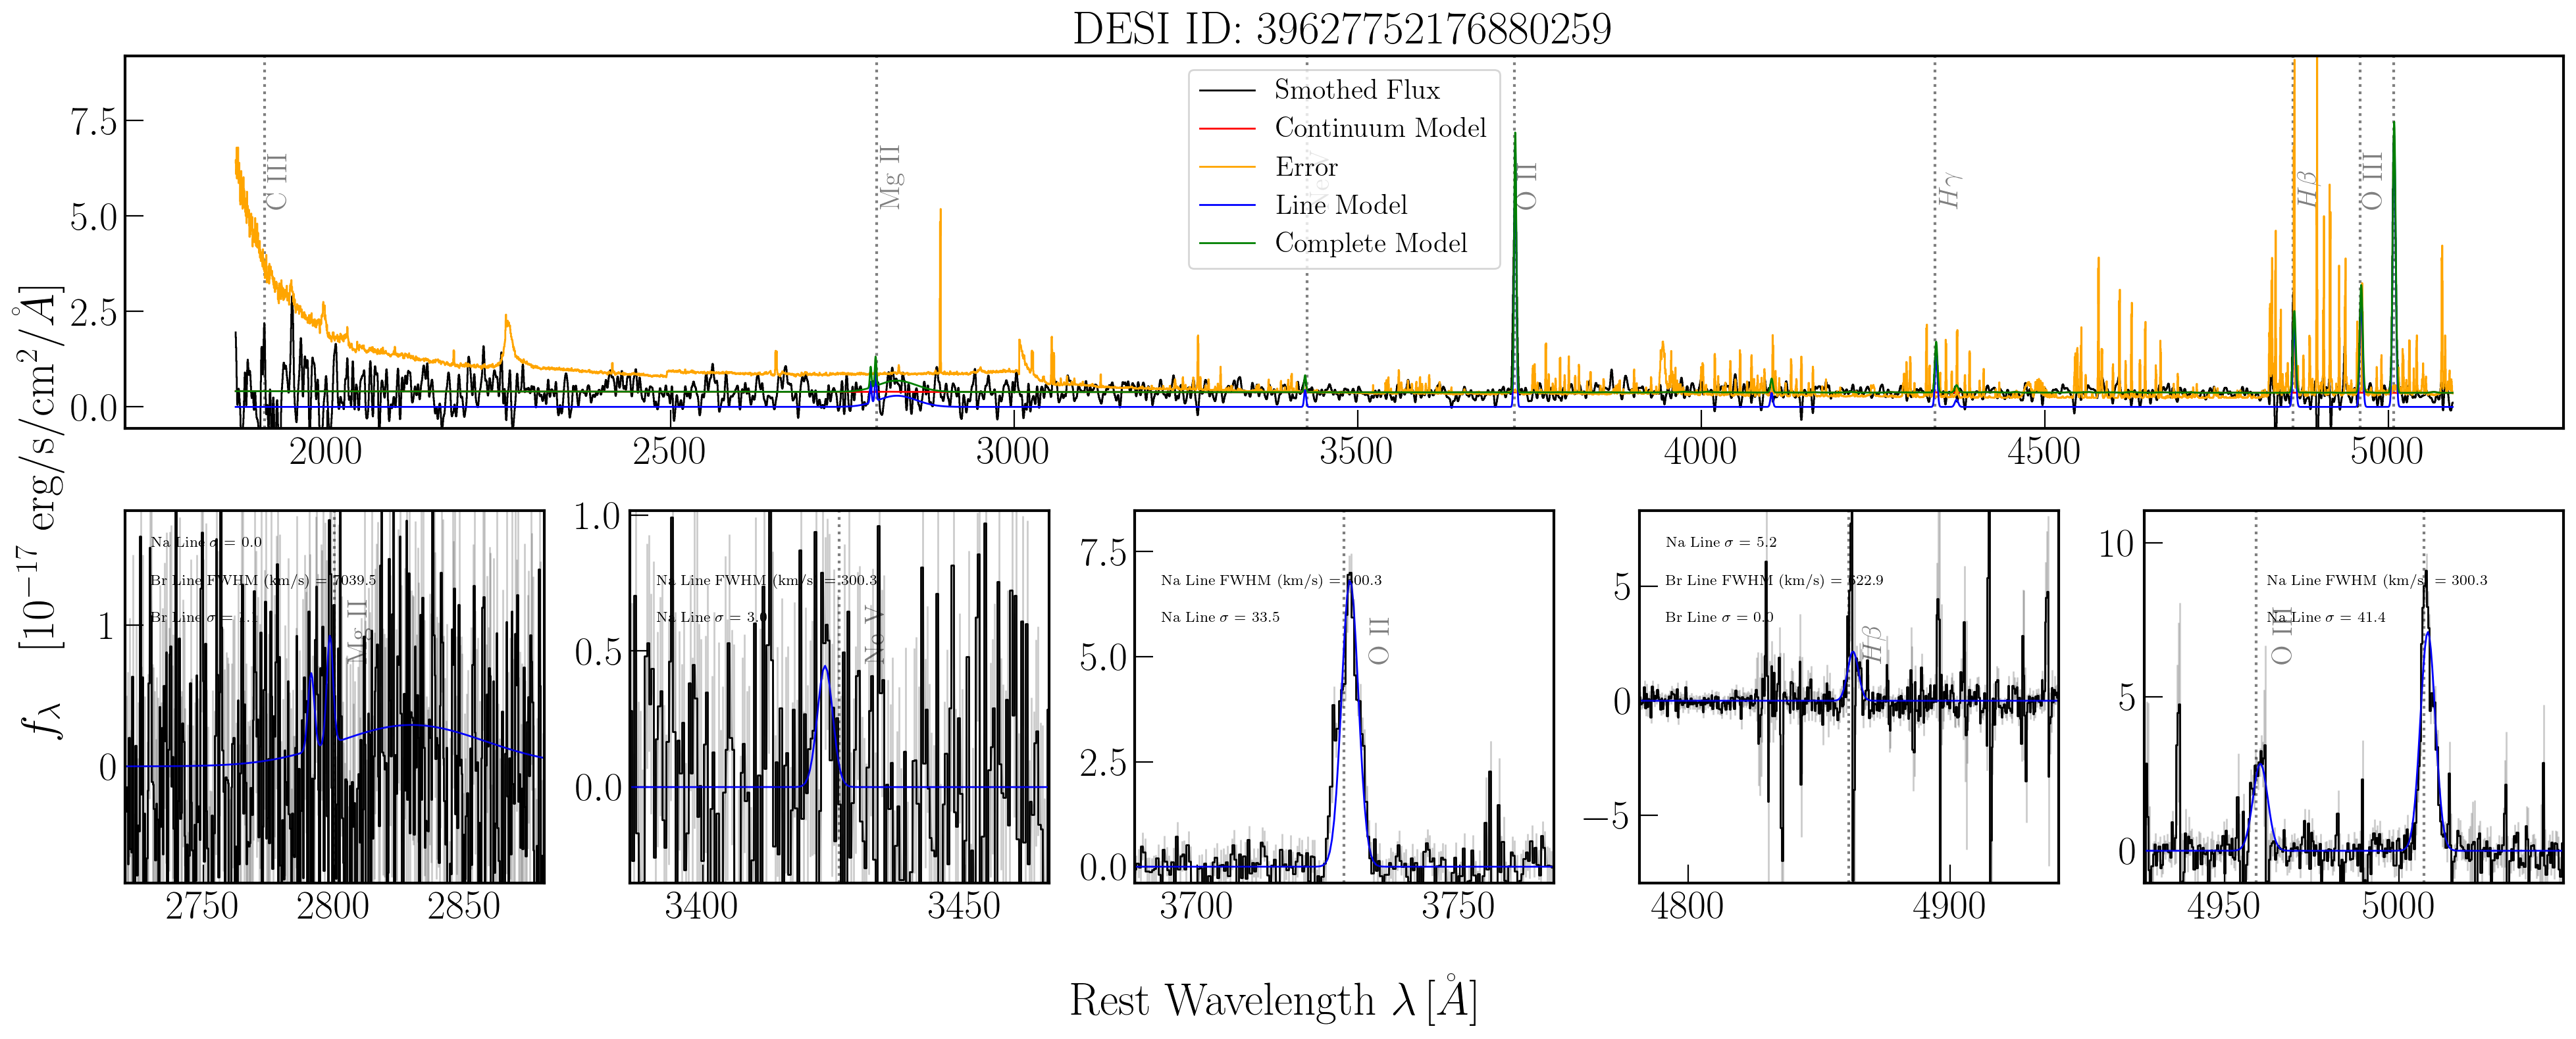 DESI ID: 39627752176880259
Smothed Flux
Continuum Model
Error
Line Model
Complete Model
C III
Mg II
O II
Hγ
Hβ
O III
7.5
5.0
2.5
0.0
2000
2500
3000
3500
4000
4500
5000
fλ [10⁻¹⁷ erg/s/cm²/Å]
Na Line σ = 0.0
Br Line FWHM (km/s) = 7039.5
Br Line σ =
Mg II
1
0
2750
2800
2850
Na Line FWHM (km/s) = 300.3
Na Line σ = 3.0
Ne V
1.0
0.5
0.0
3400
3450
Na Line FWHM (km/s) = 300.3
Na Line σ = 33.5
O II
7.5
5.0
2.5
0.0
3700
3750
Na Line σ = 5.2
Br Line FWHM (km/s) = 522.9
Br Line σ = 0.0
Hβ
5
0
−5
4800
4900
Na Line FWHM (km/s) = 300.3
Na Line σ = 41.4
O III
10
5
0
4950
5000
Rest Wavelength λ [Å]